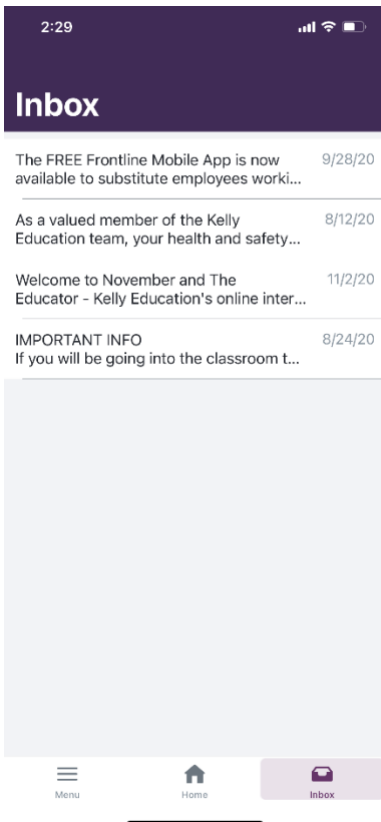 2:29
Inbox
The FREE Frontline Mobile App is now 9/28/20
available to substitute employees worki...
As a valued member of the Kelly 8/12/20
Education team, your health and safety...
Welcome to November and The 11/2/20
Educator - Kelly Education's online inter...
IMPORTANT INFO 8/24/20
If you will be going into the classroom t...
Menu Home Inbox